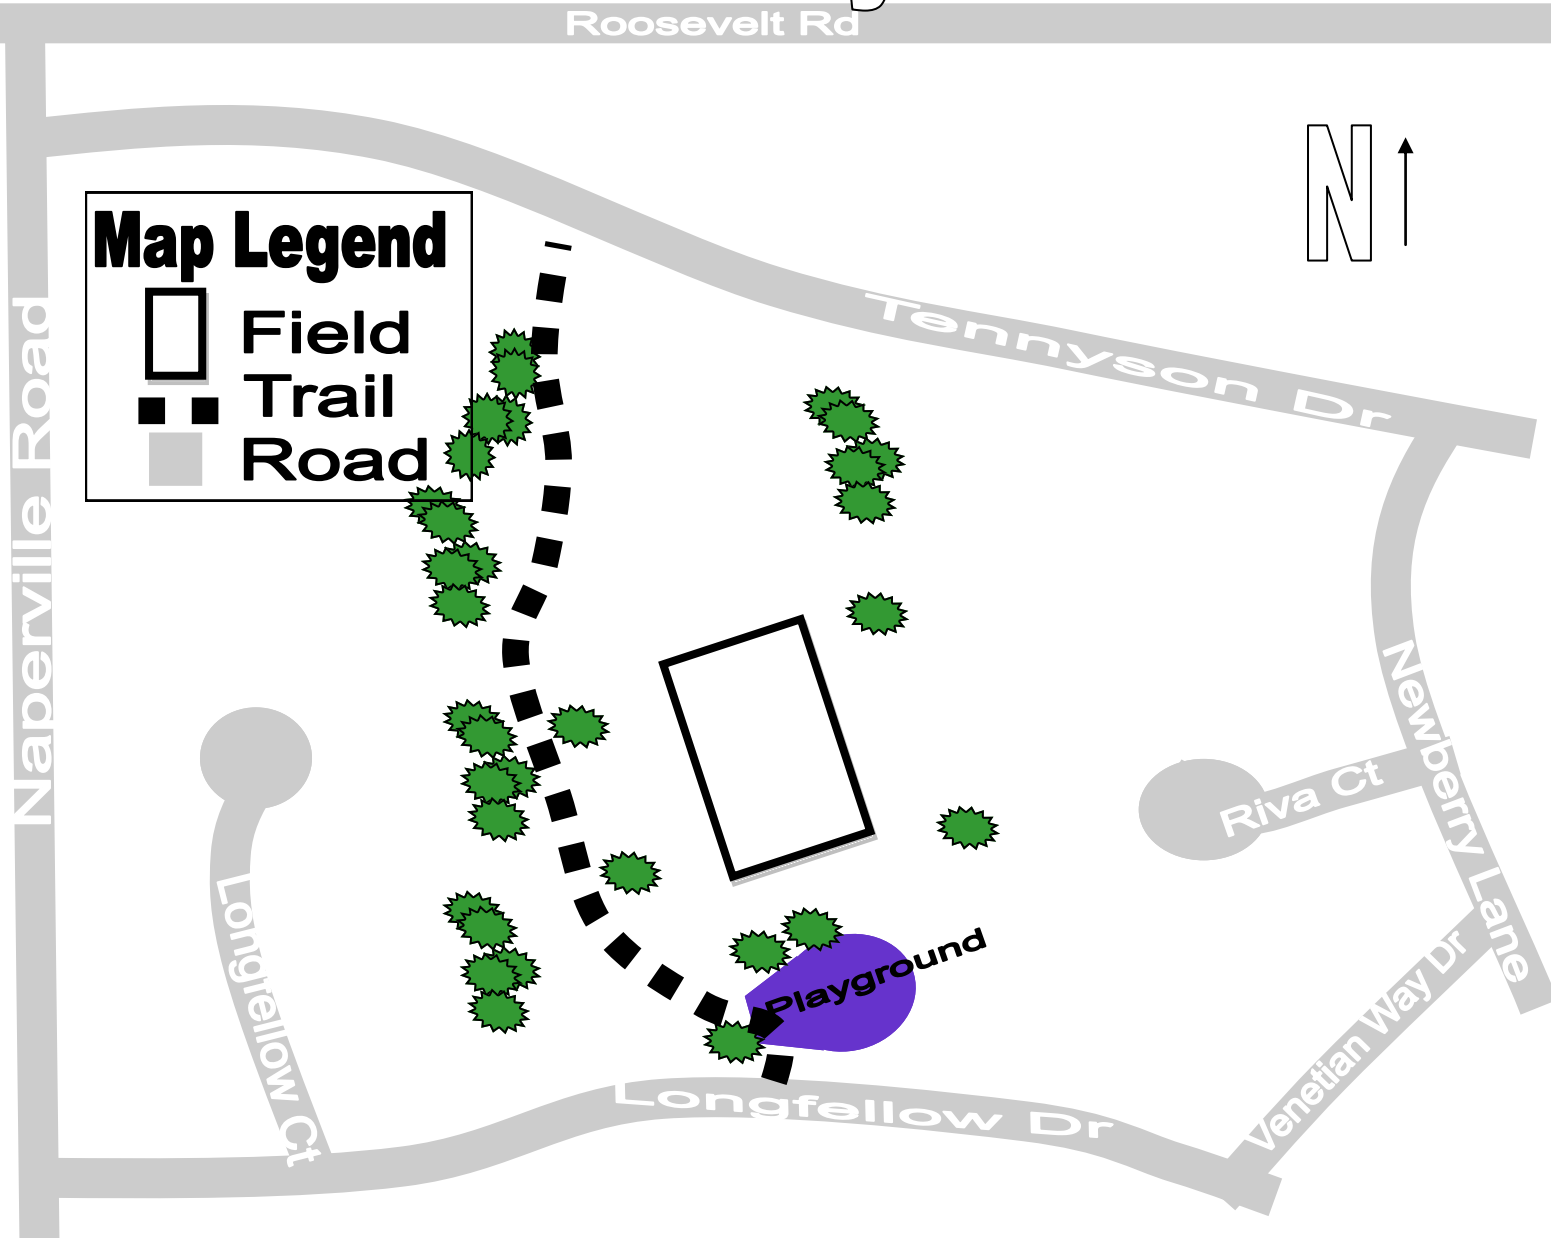 Roosevelt Rd
N
Map Legend
Field
Trail
Road
Tennyson Dr
Naperville Road
Newberry Lane
Riva Ct
Longfellow Ct
Playground
Venetian Way Dr
Longfellow Dr